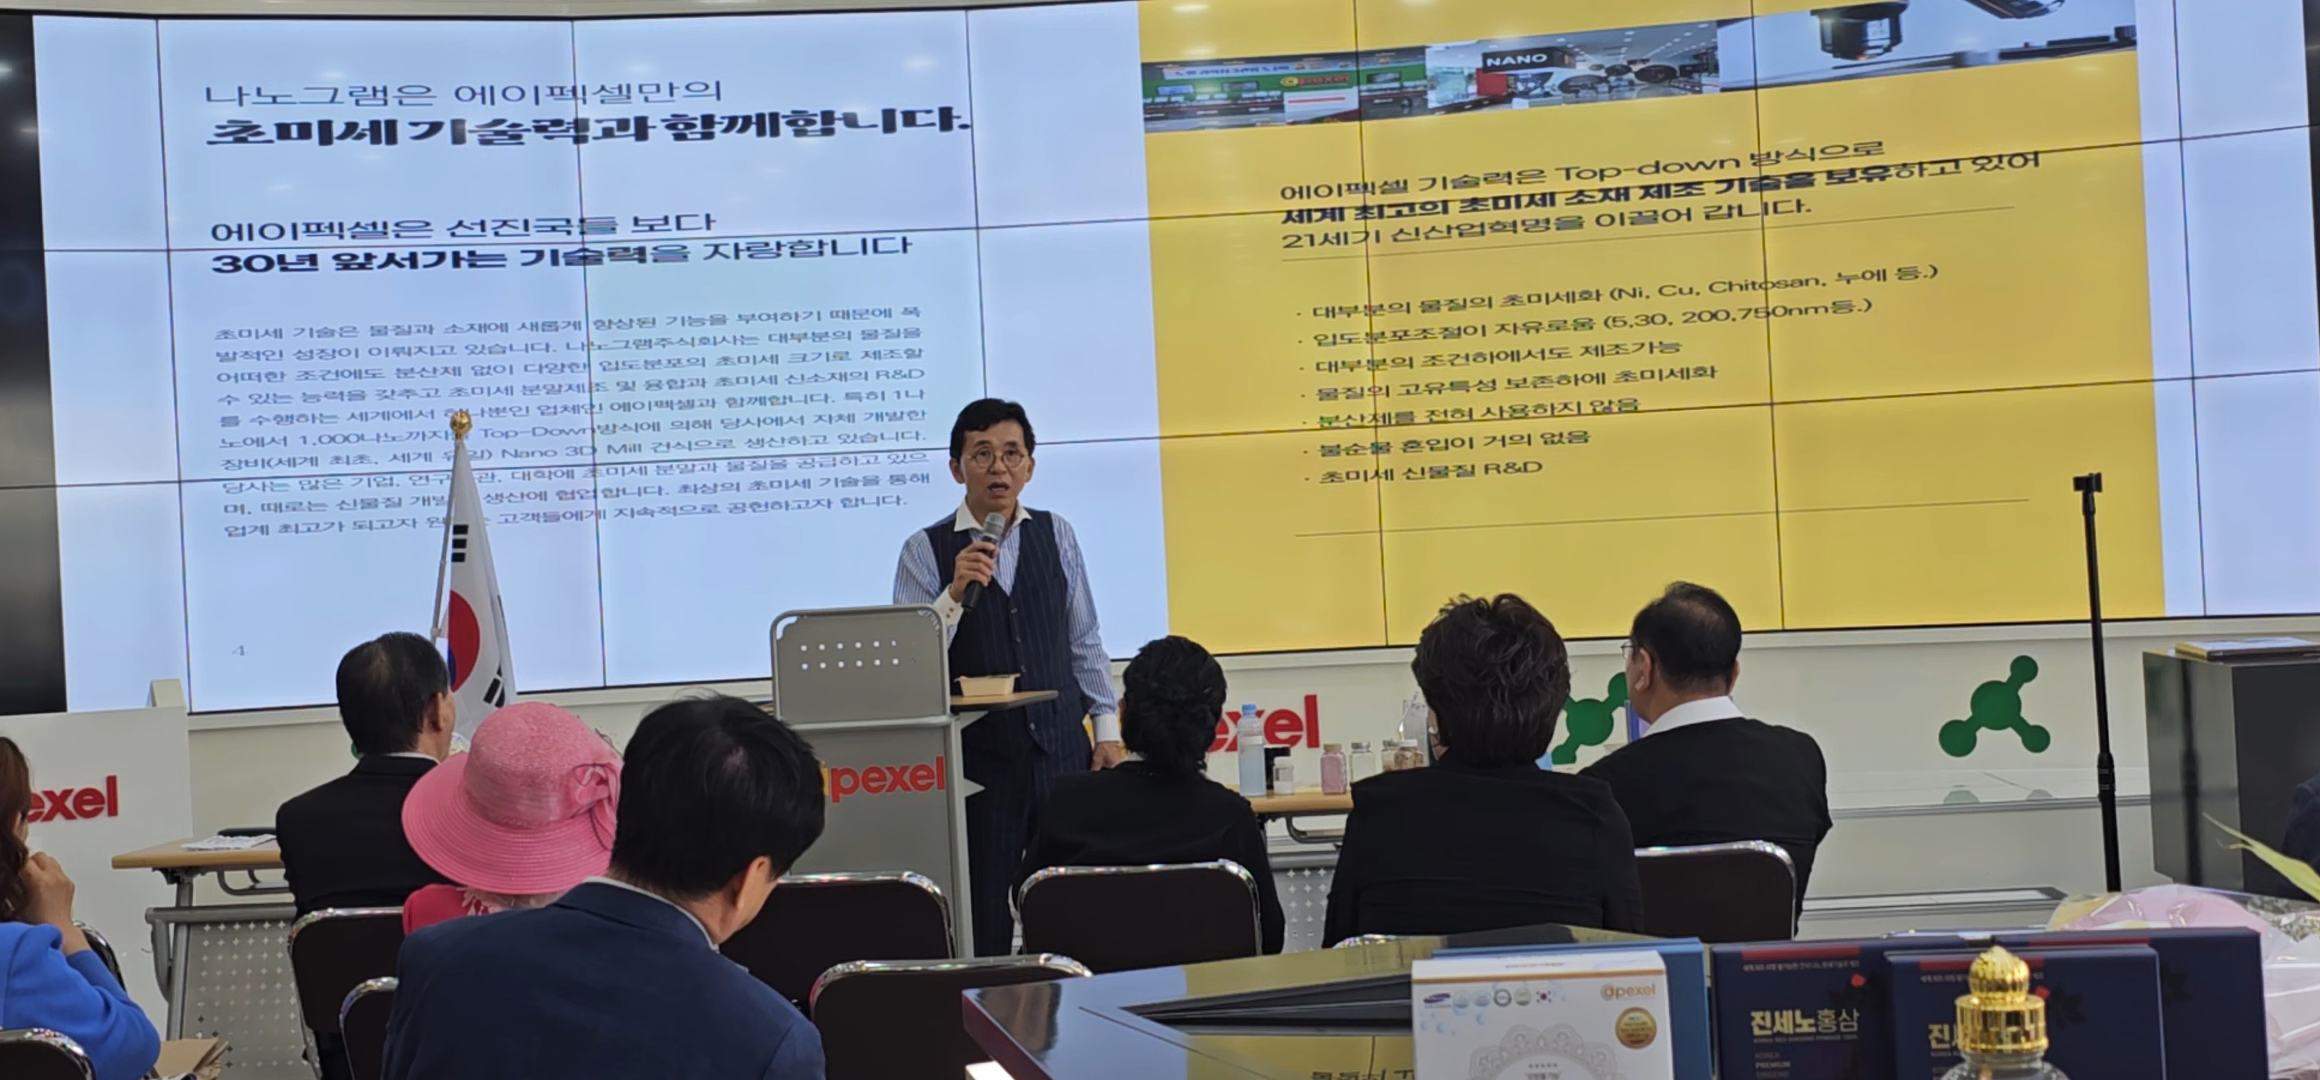 나노그램은 에이펙셀만의
초미세 기술력과 함께합니다.
에이펙셀은 선진국들 보다
30년 앞서가는 기술력을 자랑합니다
초미세 기술은 물질과 소재에 새롭게 향상된 기능을 부여하기 때문에 폭
발적인 성장이 이뤄지고 있습니다. 나노그램주식회사는 대부분의 물질을
어떠한 조건에도 분산제 없이 다양한 입도분포의 초미세 크기로 제조할
수 있는 능력을 갖추고 초미세 분말제조 및 융합과 초미세 신소재의 R&D
를 수행하는 세계에서 하나뿐인 업체인 에이펙셀과 함께합니다. 특히 1나
노에서 1,000나노까지 Top-Down방식에 의해 당사에서 자체 개발한
장비(세계 최초, 세계 유일) Nano 3D Mill 건식으로 생산하고 있습니다.
당사는 많은 기업, 연구 관, 대학에 초미세 분말과 물질을 공급하고 있으
며, 때로는 신물질 개발 생산에 협업합니다. 최상의 초미세 기술을 통해
업계 최고가 되고자 고객들에게 지속적으로 공헌하고자 합니다.
4
apexel
NANO
에이펙셀 기술력은 Top-down 방식으로
세계 최고의 초미세 소재 제조 기술을 보유하고 있어
21세기 신산업혁명을 이끌어 갑니다.
· 대부분의 물질의 초미세화 (Ni, Cu, Chitosan, 누에 등.)
· 입도분포조절이 자유로움 (5,30, 200,750nm등.)
· 대부분의 조건하에서도 제조가능
· 물질의 고유특성 보존하에 초미세화
· 분산제를 전혀 사용하지 않음
· 불순물 혼입이 거의 없음
· 초미세 신물질 R&D
exel
apexel
exel
apexel
진세노홍삼
KOREA
PREMIUM
진